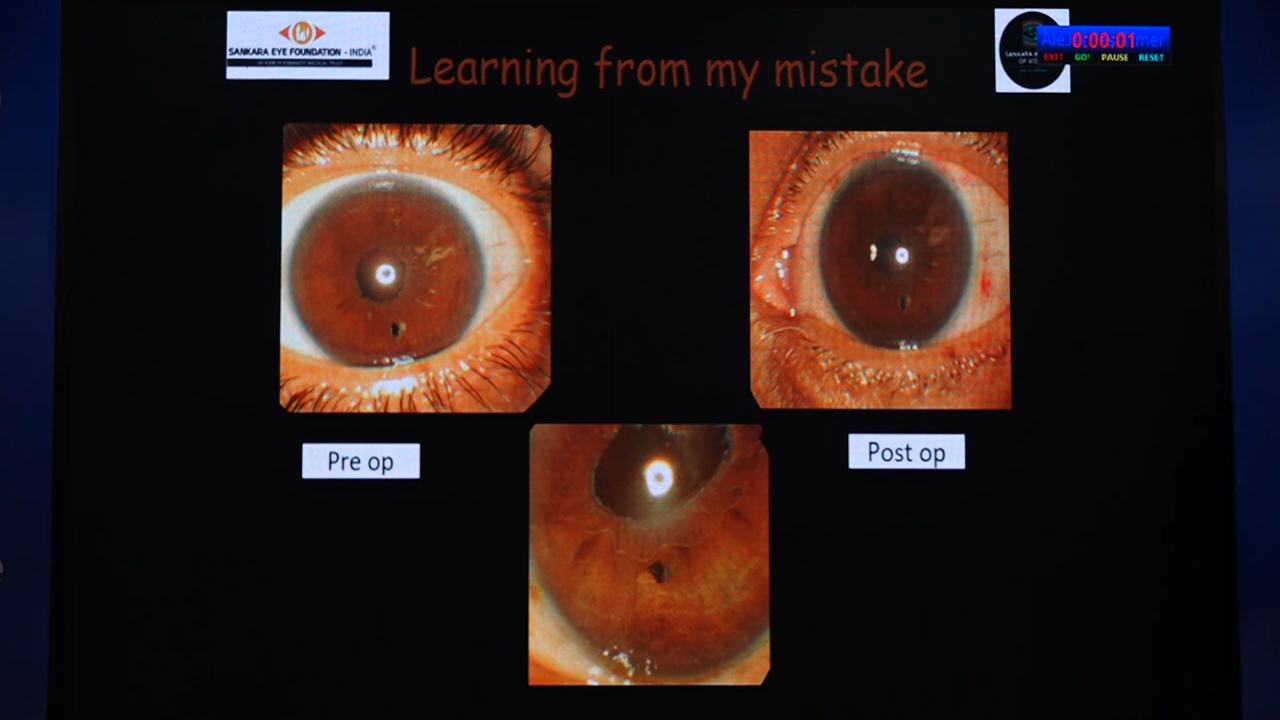 SANKARA EYE FOUNDATION - INDIA®
Learning from my mistake
0:00:01
EXIT GO! PAUSE RESET
Pre op
Post op